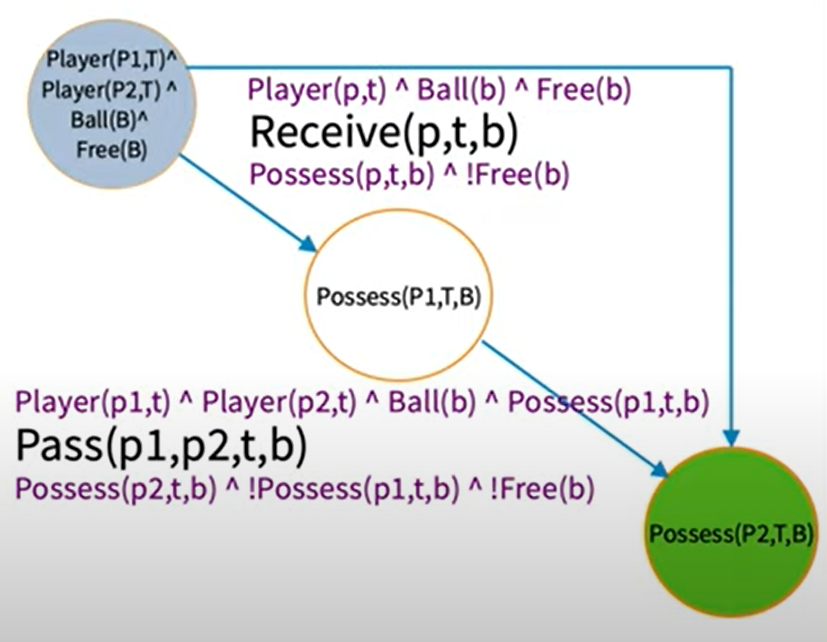 Player(P1,T)^
Player(P2,T) ^
Ball(B)^
Free(B)
Player(p,t) ^ Ball(b) ^ Free(b)
Receive(p,t,b)
Possess(p,t,b) ^ !Free(b)
Possess(P1,T,B)
Player(p1,t) ^ Player(p2,t) ^ Ball(b) ^ Possess(p1,t,b)
Pass(p1,p2,t,b)
Possess(p2,t,b) ^ !Possess(p1,t,b) ^ !Free(b)
Possess(P2,T,B)